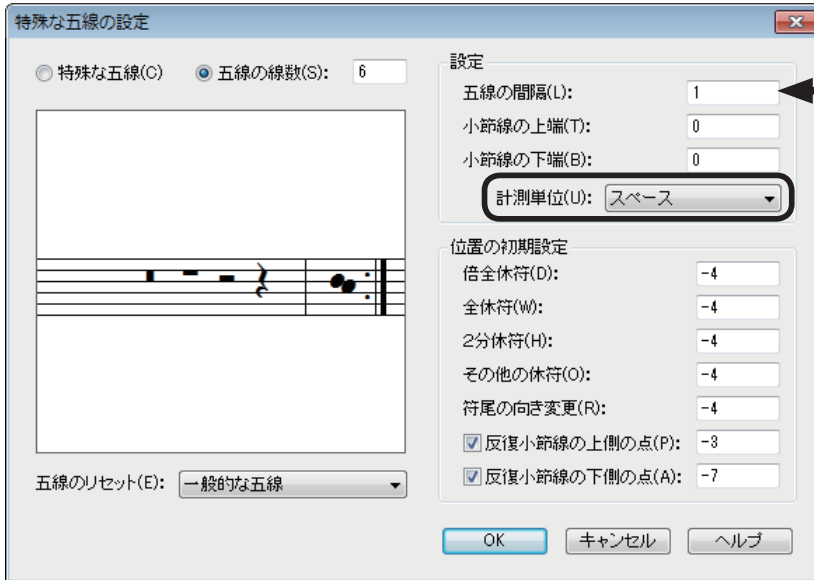 特殊な五線の設定
特殊な五線(C)
五線の線数(S): 6
五線のリセット(E): 一般的な五線
設定
五線の間隔(L): 1
小節線の上端(T): 0
小節線の下端(B): 0
計測単位(U): スペース
位置の初期設定
倍全休符(D): -4
全休符(W): -4
2分休符(H): -4
その他の休符(O): -4
符尾の向き変更(R): -4
反復小節線の上側の点(P): -3
反復小節線の下側の点(A): -7
OK
キャンセル
ヘルプ